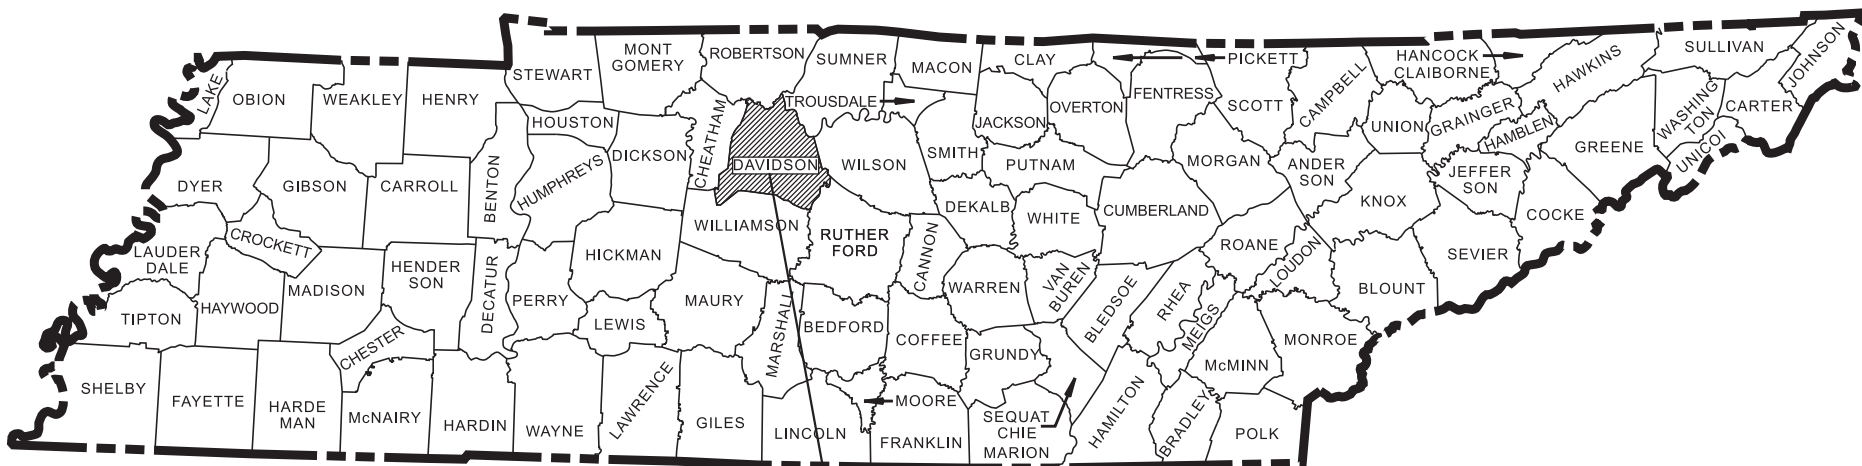 LAKE
OBION
WEAKLEY
HENRY
STEWART
MONT
GOMERY
ROBERTSON
SUMNER
MACON
CLAY
PICKETT
HANCOCK
CLAIBORNE
HAWKINS
SULLIVAN
JOHNSON
HOUSTON
CHEATHAM
TROUSDALE
JACKSON
OVERTON
FENTRESS
SCOTT
CAMPBELL
UNION
GRAINGER
HAMBLEN
WASHING
TON
CARTER
UNICOI
GREENE
DYER
GIBSON
CARROLL
BENTON
HUMPHREYS
DICKSON
DAVIDSON
WILSON
SMITH
PUTNAM
MORGAN
ANDER
SON
KNOX
JEFFER
SON
COCKE
LAUDER
DALE
CROCKETT
HENDER
SON
DECATUR
HICKMAN
WILLIAMSON
RUTHER
FORD
CANNON
DEKALB
WHITE
CUMBERLAND
ROANE
LOUDON
SEVIER
TIPTON
HAYWOOD
MADISON
PERRY
LEWIS
MAURY
MARSHALL
BEDFORD
COFFEE
WARREN
VAN
BUREN
BLEDSOE
RHEA
MEIGS
BLOUNT
MONROE
McMINN
GRUNDY
CHESTER
SHELBY
FAYETTE
HARDE
MAN
McNAIRY
HARDIN
WAYNE
LAWRENCE
GILES
LINCOLN
MOORE
FRANKLIN
SEQUAT
CHIE
MARION
HAMILTON
BRADLEY
POLK